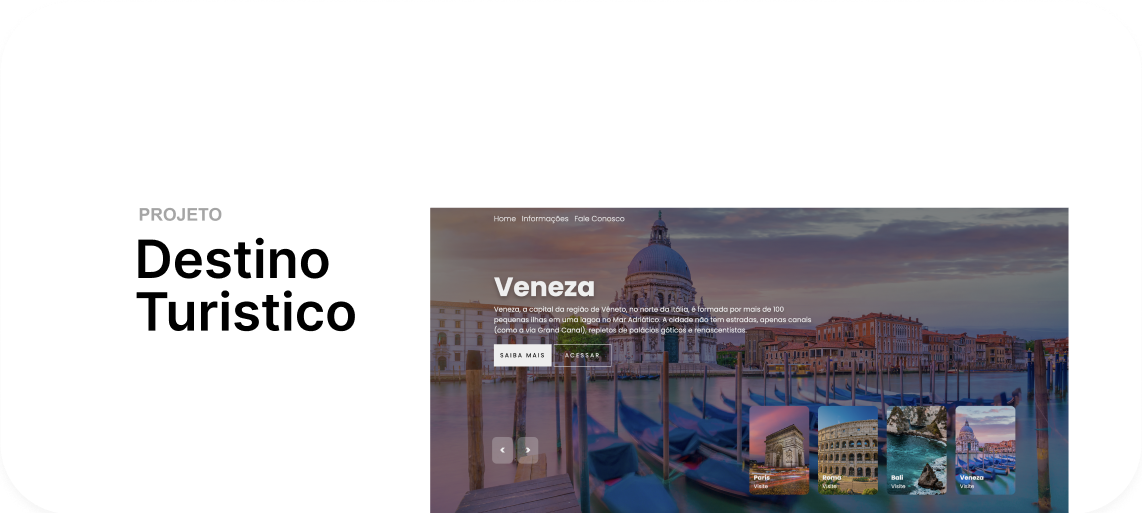 PROJETO
Destino
Turistico
Home Informações Fale Conosco
Veneza
Veneza, a capital da região de Vêneto, no norte da Itália, é formada por mais de 100
pequenas ilhas em uma lagoa no Mar Adriático. A cidade não tem estradas, apenas canais
(como a via Grand Canal), repletos de palácios góticos e renascentistas.
SAIBA MAIS
ACESSAR
Paris
Visite
Roma
Visite
Bali
Visite
Veneza
Visite